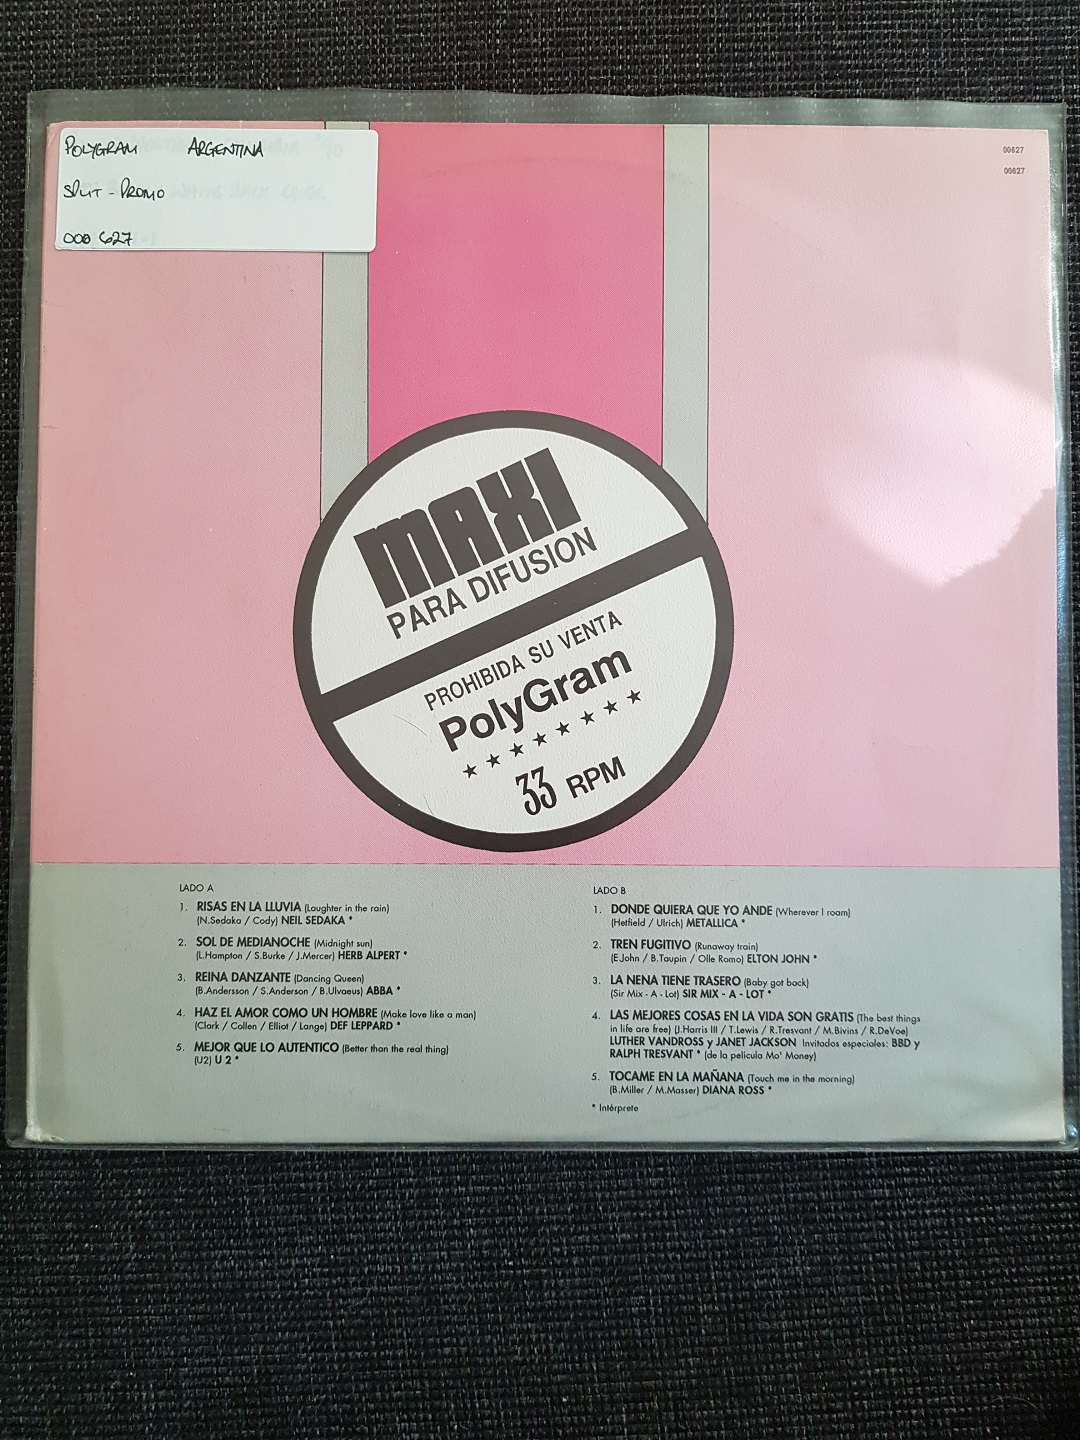 POLYGRAM ARGENTINA
SPLIT - PROMO
000 627
00627
00627
MAXI
PARA DIFUSION
PROHIBIDA SU VENTA
PolyGram
33 RPM
LADO A
1. RISAS EN LA LLUVIA (Laughter in the rain)
(N.Sedaka / Cody) NEIL SEDAKA *
2. SOL DE MEDIANOCHE (Midnight sun)
(L.Hampton / S.Burke / J.Mercer) HERB ALPERT *
3. REINA DANZANTE (Dancing Queen)
(B.Andersson / S.Anderson / B.Ulvaeus) ABBA *
4. HAZ EL AMOR COMO UN HOMBRE (Make love like a man)
(Clark / Collen / Elliot / Lange) DEF LEPPARD *
5. MEJOR QUE LO AUTENTICO (Better than the real thing)
(U2) U 2 *
LADO B
1. DONDE QUIERA QUE YO ANDE (Wherever I roam)
(Hetfield / Ulrich) METALLICA *
2. TREN FUGITIVO (Runaway train)
(E.John / B.Taupin / Olle Romo) ELTON JOHN *
3. LA NENA TIENE TRASERO (Baby got back)
(Sir Mix - A - Lot) SIR MIX - A - LOT *
4. LAS MEJORES COSAS EN LA VIDA SON GRATIS (The best things
in life are free) (J.Harris III / T.Lewis / R.Tresvant / M.Bivins / R.DeVoe)
LUTHER VANDROSS y JANET JACKSON Invitados especiales: BBD y
RALPH TRESVANT * (de la película Mo' Money)
5. TOCAME EN LA MAÑANA (Touch me in the morning)
(B.Miller / M.Masser) DIANA ROSS *
* Intérprete